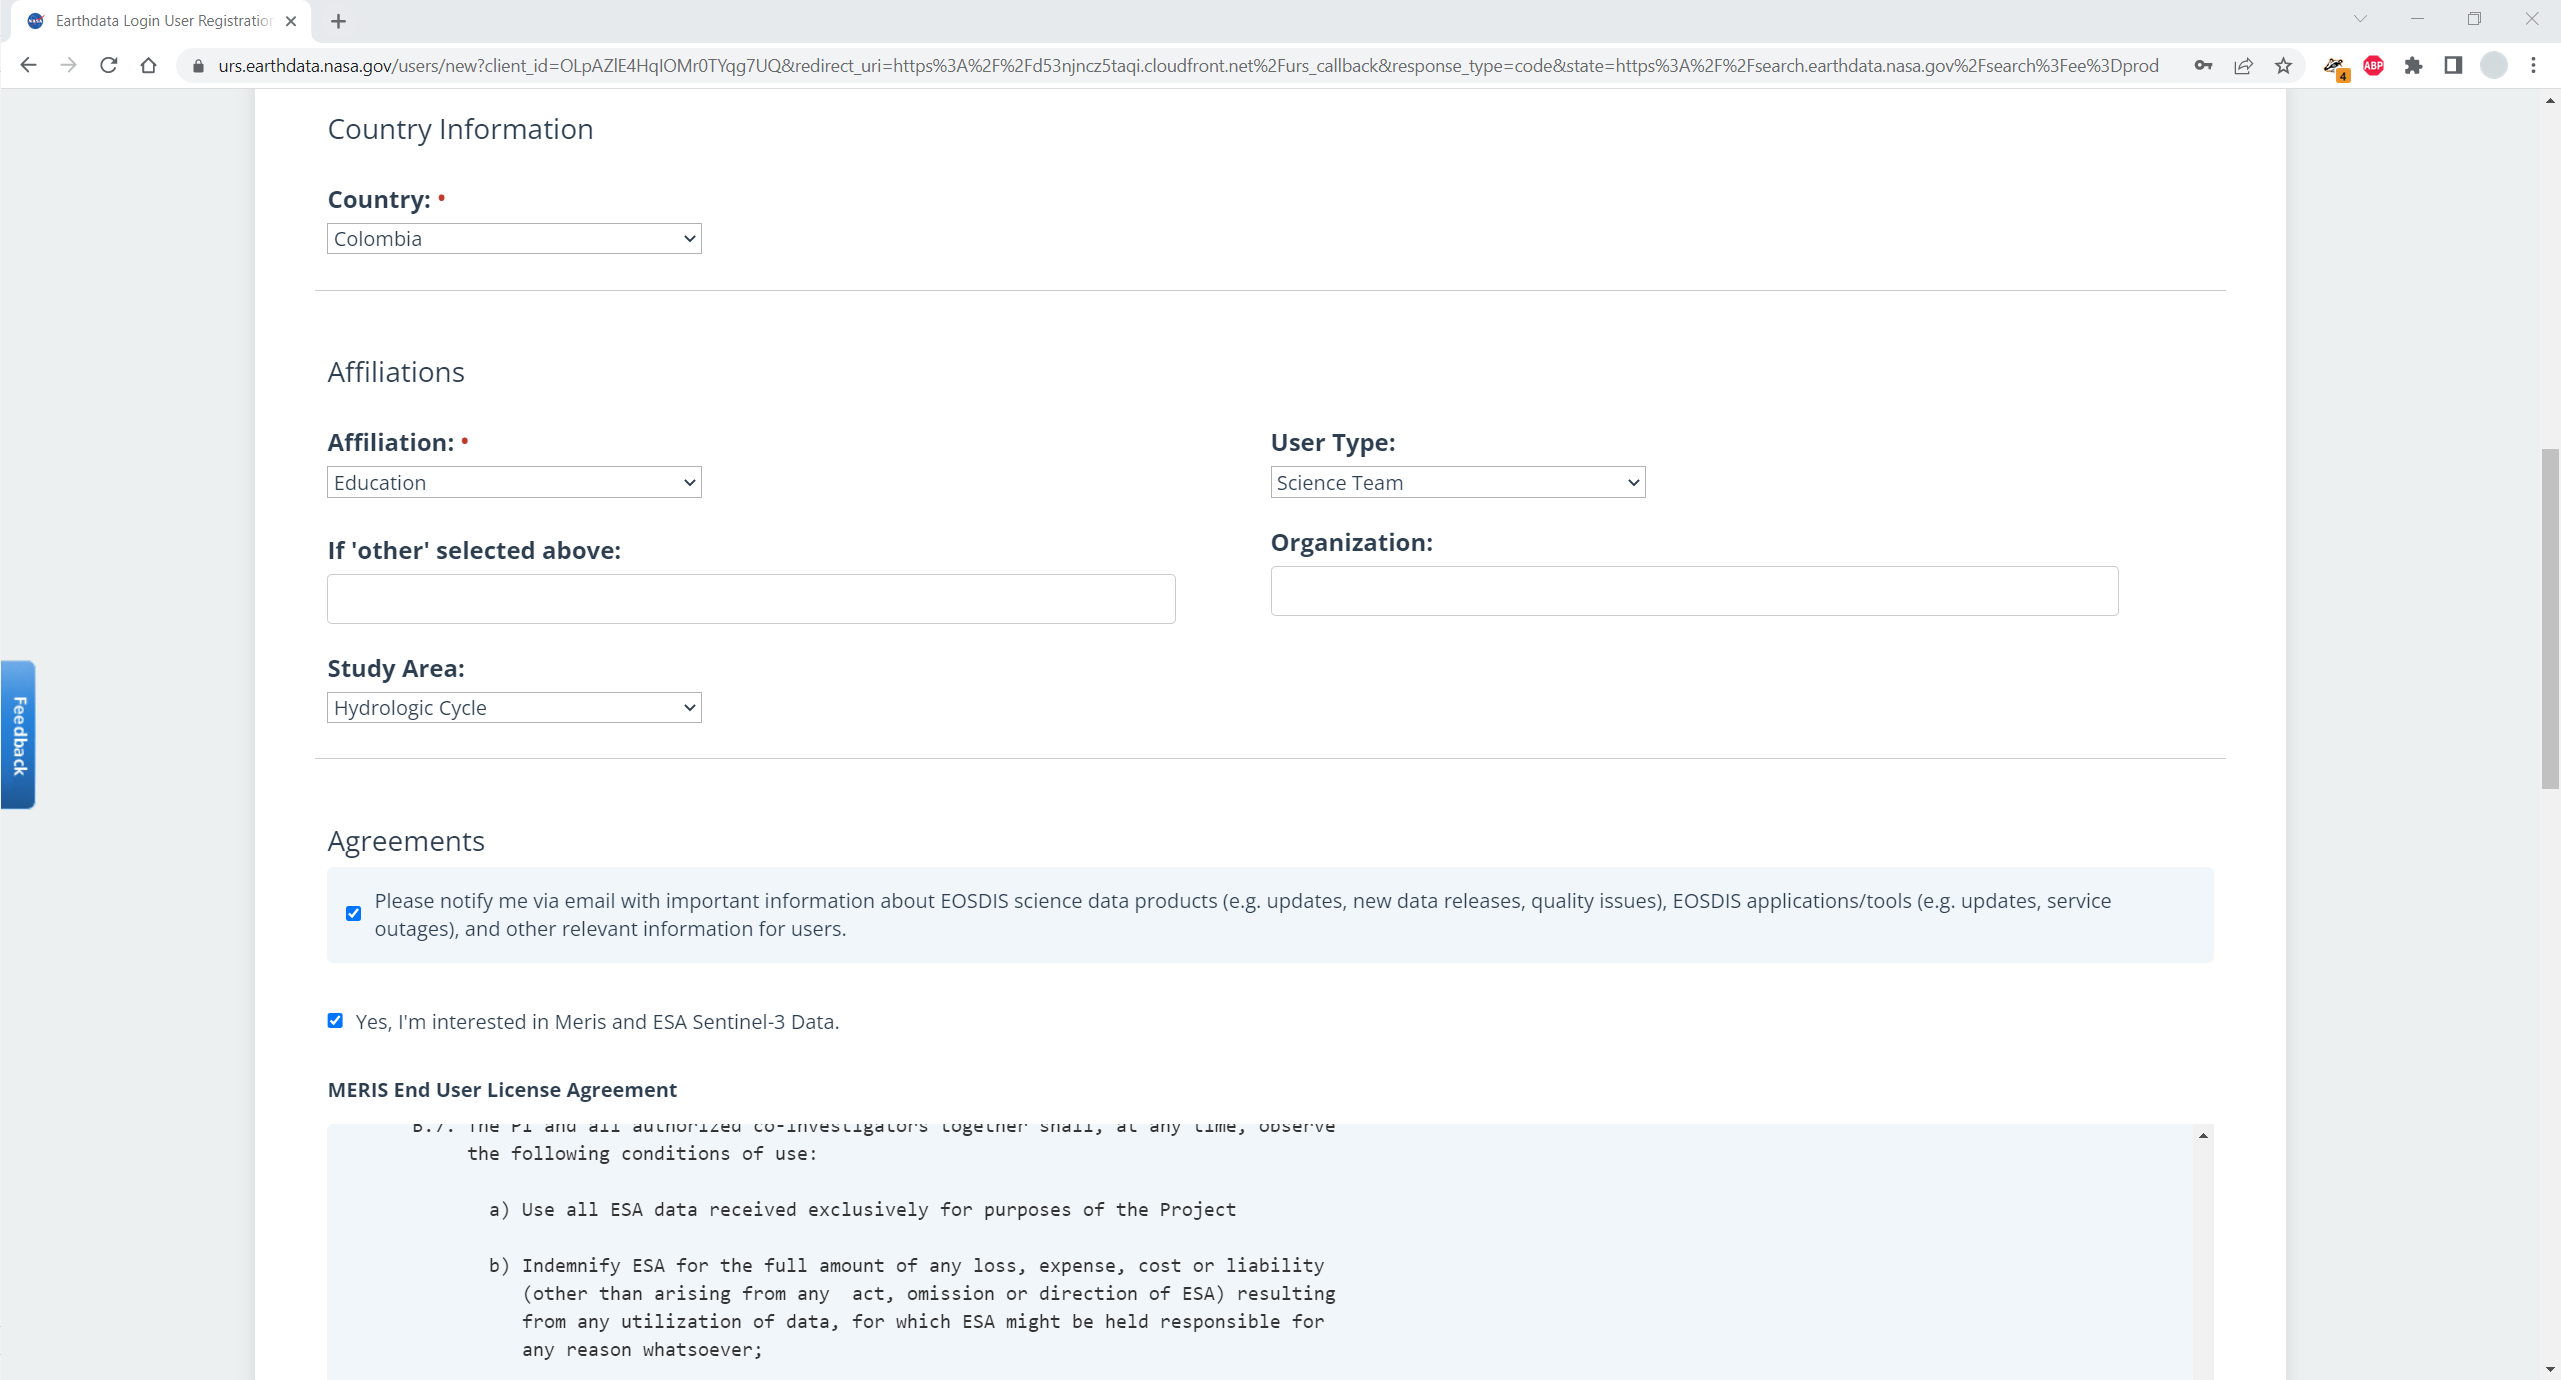 Earthdata Login User Registration
urs.earthdata.nasa.gov/users/new?client_id=OLpAZlE4HqIOMr0TYqg7UQ&redirect_uri=https%3A%2F%2Fd53njncz5taqi.cloudfront.net%2Furs_callback&response_type=code&state=https%3A%2F%2Fsearch.earthdata.nasa.gov%2Fsearch%3Fee%3Dprod
4
ABP
Country Information
Country: •
Colombia
Affiliations
Affiliation: •
User Type:
Education
Science Team
If 'other' selected above:
Organization:
Study Area:
Hydrologic Cycle
Feedback
Agreements
Please notify me via email with important information about EOSDIS science data products (e.g. updates, new data releases, quality issues), EOSDIS applications/tools (e.g. updates, service
outages), and other relevant information for users.
Yes, I'm interested in Meris and ESA Sentinel-3 Data.
MERIS End User License Agreement
B.7. The PI and all authorized co-investigators together shall, at any time, observe
the following conditions of use:
a) Use all ESA data received exclusively for purposes of the Project
b) Indemnify ESA for the full amount of any loss, expense, cost or liability
(other than arising from any act, omission or direction of ESA) resulting
from any utilization of data, for which ESA might be held responsible for
any reason whatsoever;